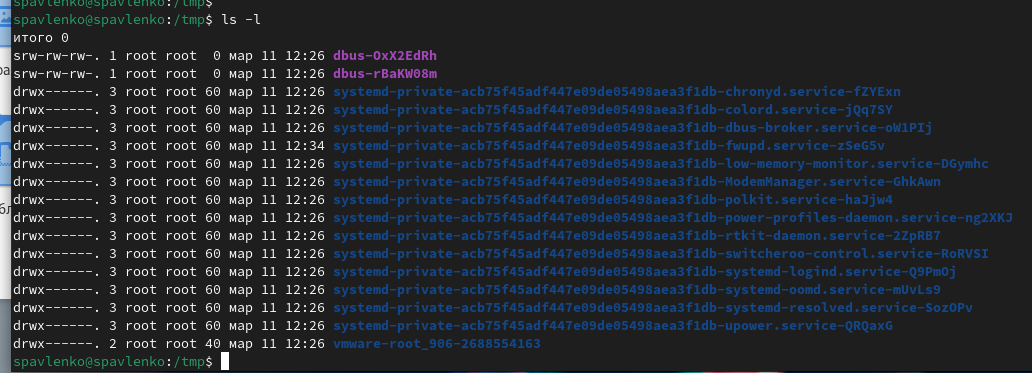 spavlenko@spavlenko:/tmp$
spavlenko@spavlenko:/tmp$ ls -l
итого 0
srw-rw-rw-. 1 root root  0 мар 11 12:26 dbus-OxX2EdRh
srw-rw-rw-. 1 root root  0 мар 11 12:26 dbus-rBaKW08m
drwx------. 3 root root 60 мар 11 12:26 systemd-private-acb75f45adf447e09de05498aea3f1db-chronyd.service-fZYExn
drwx------. 3 root root 60 мар 11 12:26 systemd-private-acb75f45adf447e09de05498aea3f1db-colord.service-jQq7SY
drwx------. 3 root root 60 мар 11 12:26 systemd-private-acb75f45adf447e09de05498aea3f1db-dbus-broker.service-oW1PIj
drwx------. 3 root root 60 мар 11 12:34 systemd-private-acb75f45adf447e09de05498aea3f1db-fwupd.service-zSeG5v
drwx------. 3 root root 60 мар 11 12:26 systemd-private-acb75f45adf447e09de05498aea3f1db-low-memory-monitor.service-DGymhc
drwx------. 3 root root 60 мар 11 12:26 systemd-private-acb75f45adf447e09de05498aea3f1db-ModemManager.service-GhkAwn
drwx------. 3 root root 60 мар 11 12:26 systemd-private-acb75f45adf447e09de05498aea3f1db-polkit.service-haJjw4
drwx------. 3 root root 60 мар 11 12:26 systemd-private-acb75f45adf447e09de05498aea3f1db-power-profiles-daemon.service-ng2XKJ
drwx------. 3 root root 60 мар 11 12:26 systemd-private-acb75f45adf447e09de05498aea3f1db-rtkit-daemon.service-2ZpRB7
drwx------. 3 root root 60 мар 11 12:26 systemd-private-acb75f45adf447e09de05498aea3f1db-switcheroo-control.service-RoRVSI
drwx------. 3 root root 60 мар 11 12:26 systemd-private-acb75f45adf447e09de05498aea3f1db-systemd-logind.service-Q9PmOj
drwx------. 3 root root 60 мар 11 12:26 systemd-private-acb75f45adf447e09de05498aea3f1db-systemd-oomd.service-mUvLs9
drwx------. 3 root root 60 мар 11 12:26 systemd-private-acb75f45adf447e09de05498aea3f1db-systemd-resolved.service-SozOPv
drwx------. 3 root root 60 мар 11 12:26 systemd-private-acb75f45adf447e09de05498aea3f1db-upower.service-QRQaxG
drwx------. 2 root root 40 мар 11 12:26 vmware-root_906-2688554163
spavlenko@spavlenko:/tmp$